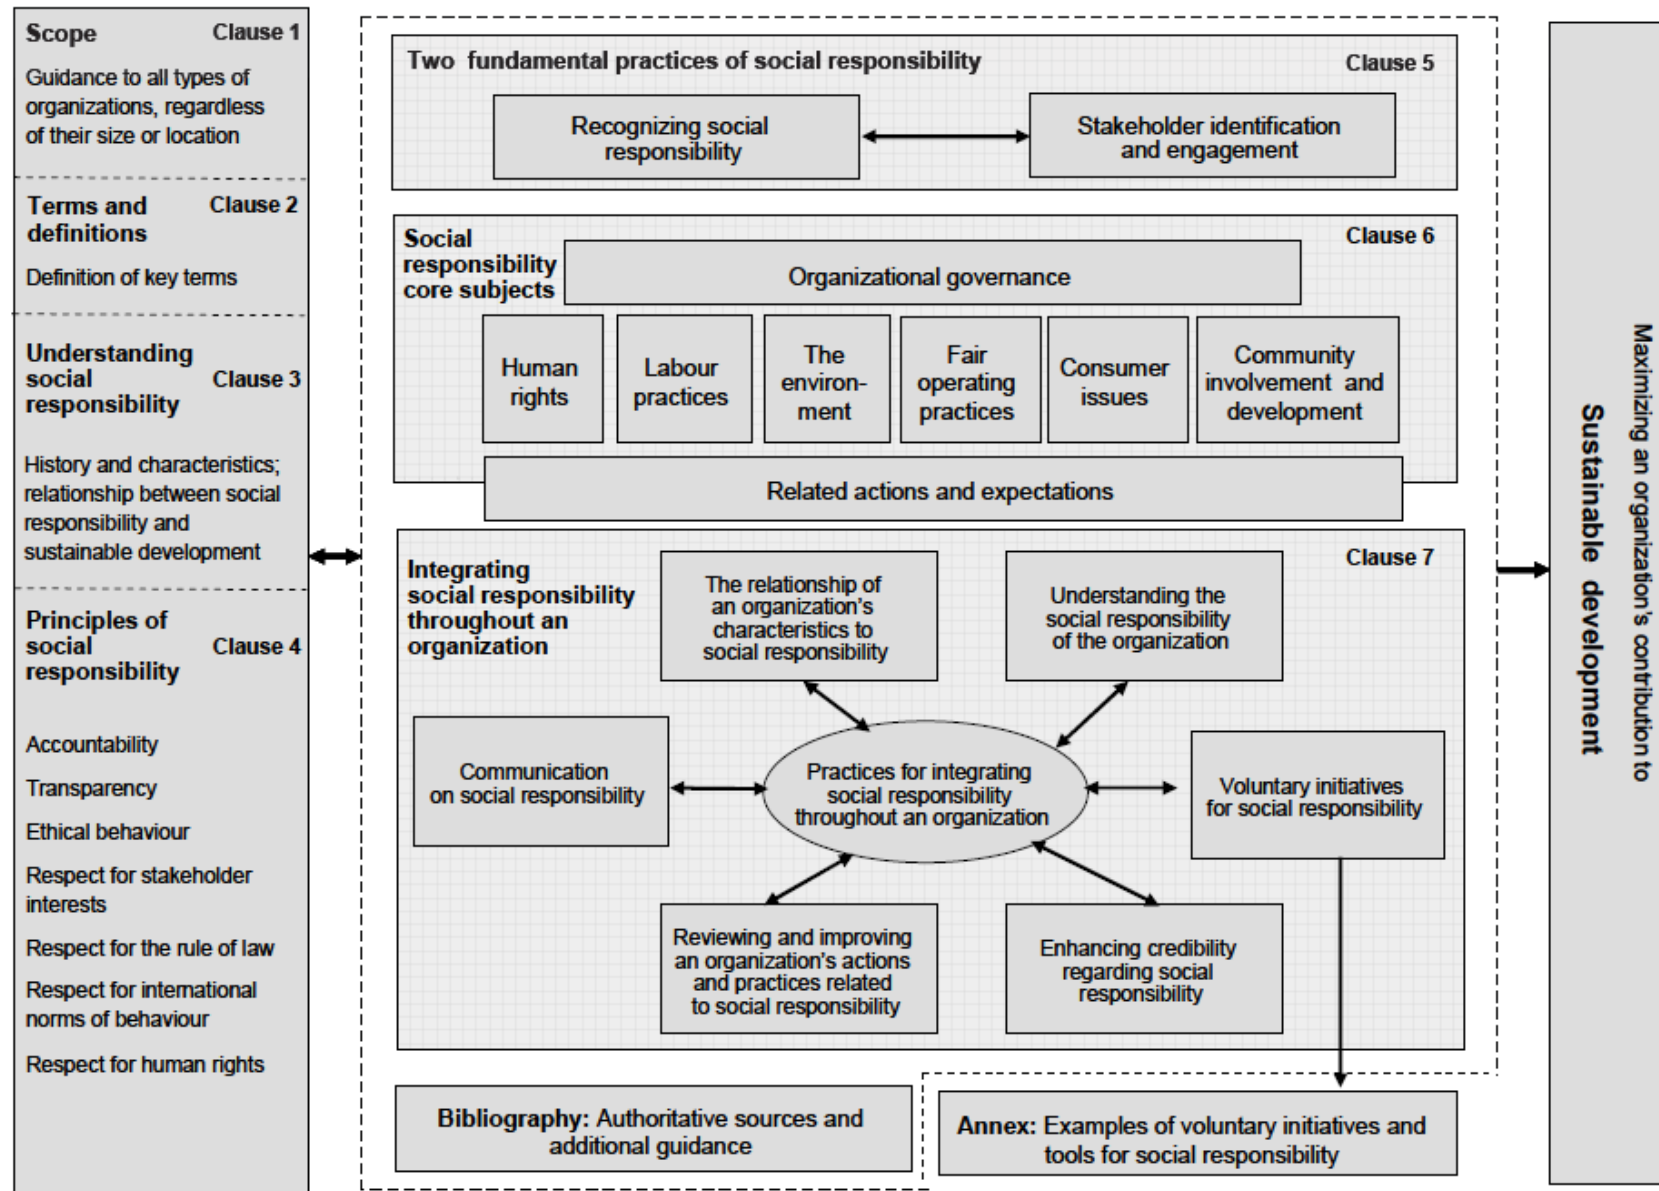 Scope Clause 1
Guidance to all types of
organizations, regardless
of their size or location
Terms and Clause 2
definitions
Definition of key terms
Understanding
social Clause 3
responsibility
History and characteristics;
relationship between social
responsibility and
sustainable development
Principles of
social Clause 4
responsibility
Accountability
Transparency
Ethical behaviour
Respect for stakeholder
interests
Respect for the rule of law
Respect for international
norms of behaviour
Respect for human rights
Two fundamental practices of social responsibility Clause 5
Recognizing social
responsibility
Stakeholder identification
and engagement
Social
responsibility
core subjects
Clause 6
Organizational governance
Human
rights
Labour
practices
The
environ-
ment
Fair
operating
practices
Consumer
issues
Community
involvement and
development
Related actions and expectations
Integrating
social responsibility
throughout an
organization
Clause 7
The relationship of
an organization's
characteristics to
social responsibility
Understanding the
social responsibility
of the organization
Communication
on social responsibility
Practices for integrating
social responsibility
throughout an organization
Voluntary initiatives
for social responsibility
Reviewing and improving
an organization's actions
and practices related
to social responsibility
Enhancing credibility
regarding social
responsibility
Bibliography: Authoritative sources and
additional guidance
Annex: Examples of voluntary initiatives and
tools for social responsibility
Maximizing an organization's contribution to
Sustainable development